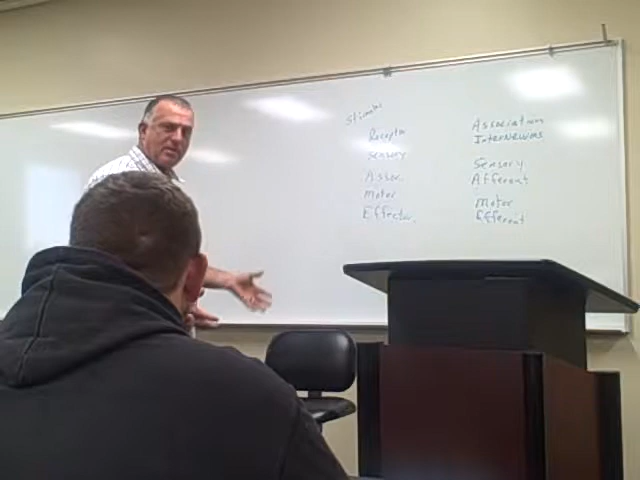 Stimulus
Receptor
Sensory
Assoc.
Motor
Effector
Association
Interneurons
Sensory
Afferent
Motor
Efferent